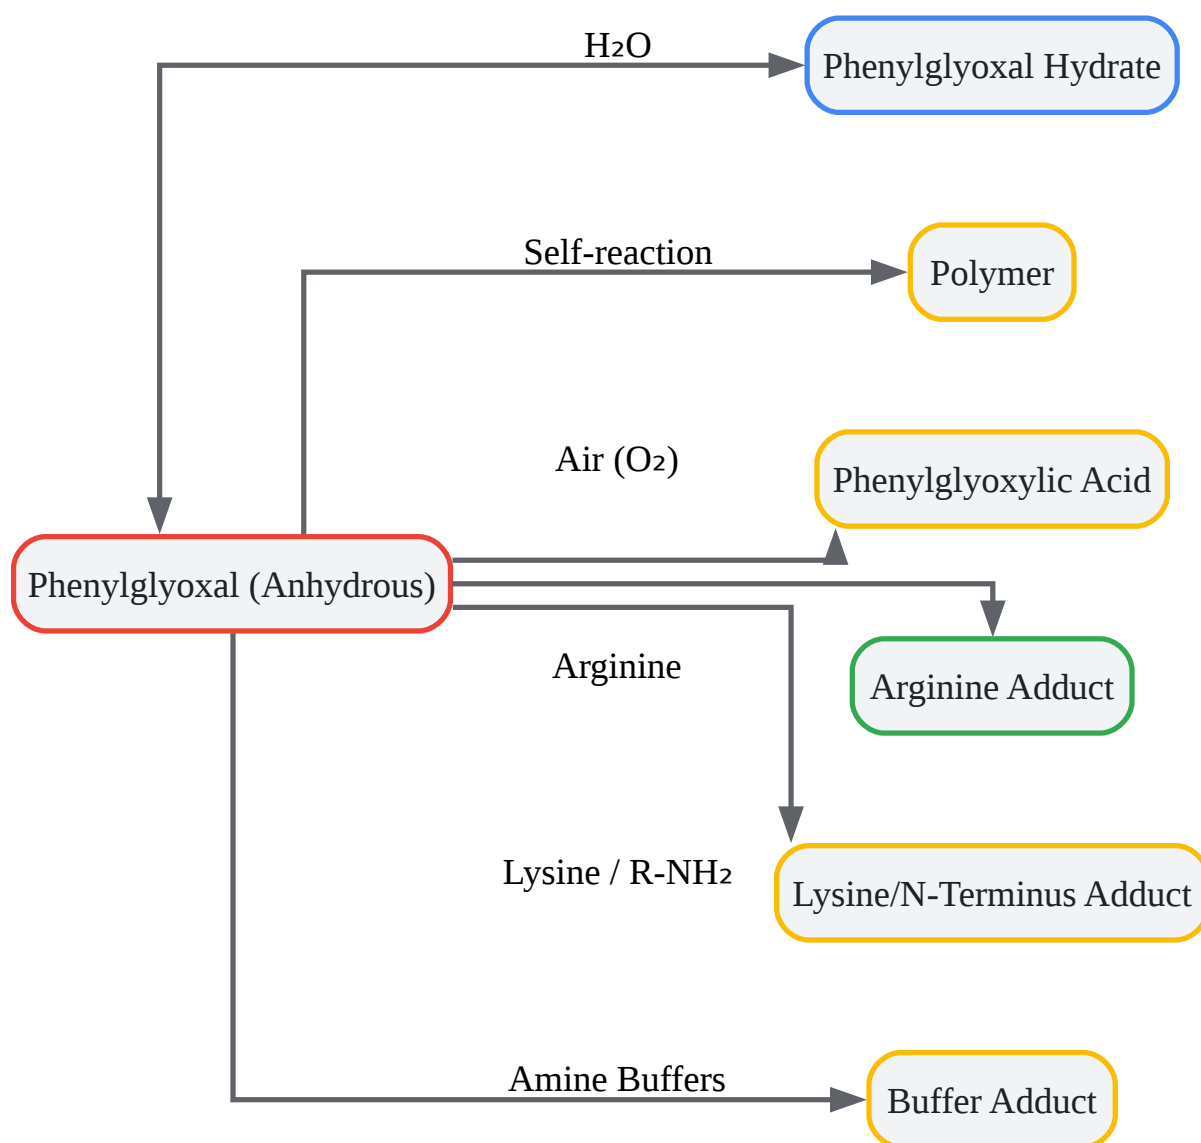 H₂O
Phenylglyoxal Hydrate
Self-reaction
Polymer
Air (O₂)
Phenylglyoxylic Acid
Phenylglyoxal (Anhydrous)
Arginine
Arginine Adduct
Lysine / R-NH₂
Lysine/N-Terminus Adduct
Amine Buffers
Buffer Adduct